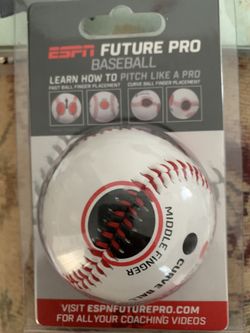 ESPN FUTURE PRO
BASEBALL
LEARN HOW TO PITCH LIKE A PRO
FAST BALL FINGER PLACEMENT CURVE BALL FINGER PLACEMENT
MIDDLE FINGER
CURVE BALL
VISIT ESPNFUTUREPRO.COM
FOR ALL YOUR COACHING VIDEOS